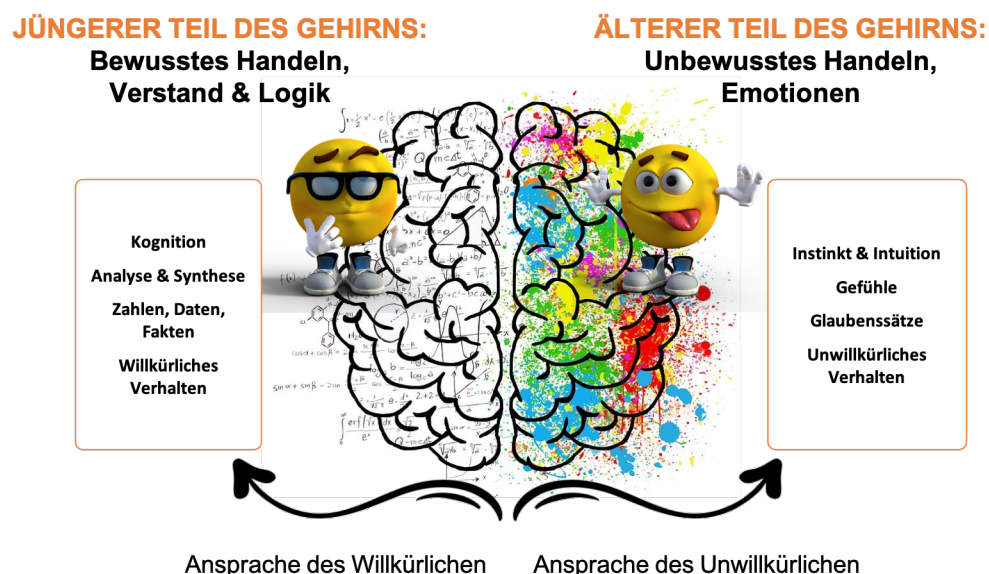 JÜNGERER TEIL DES GEHIRNS:
Bewusstes Handeln,
Verstand & Logik
ÄLTERER TEIL DES GEHIRNS:
Unbewusstes Handeln,
Emotionen
Kognition
Analyse & Synthese
Zahlen, Daten,
Fakten
Willkürliches
Verhalten
Instinkt & Intuition
Gefühle
Glaubenssätze
Unwillkürliches
Verhalten
Ansprache des Willkürlichen
Ansprache des Unwillkürlichen